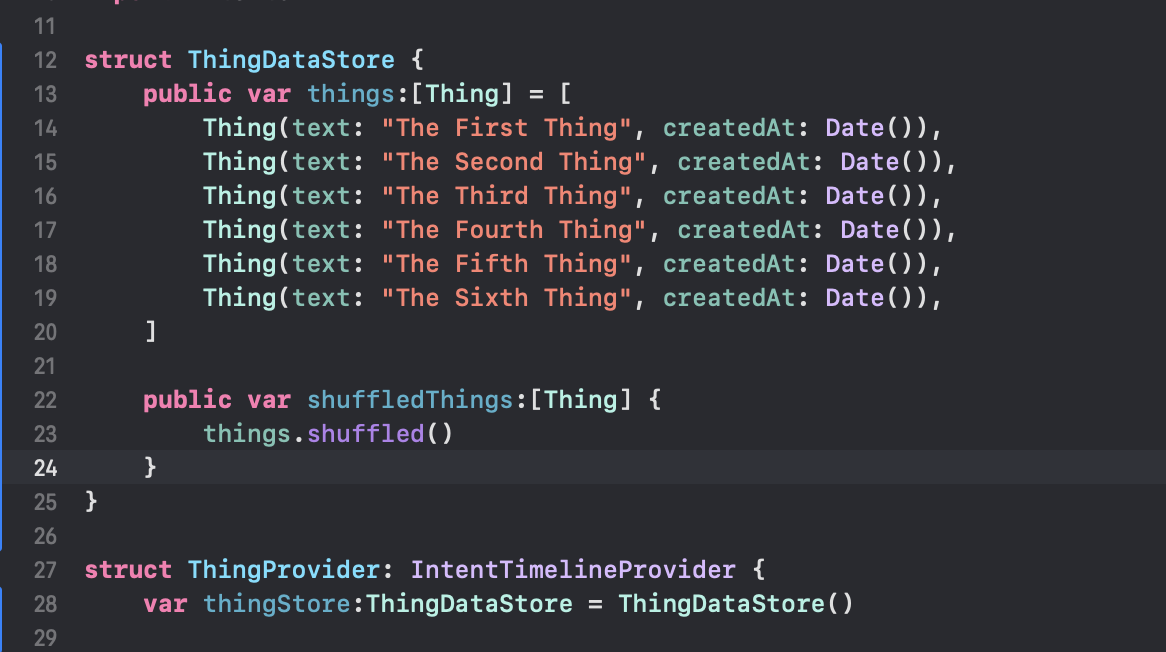 11
12 struct ThingDataStore {
13     public var things:[Thing] = [
14         Thing(text: "The First Thing", createdAt: Date()),
15         Thing(text: "The Second Thing", createdAt: Date()),
16         Thing(text: "The Third Thing", createdAt: Date()),
17         Thing(text: "The Fourth Thing", createdAt: Date()),
18         Thing(text: "The Fifth Thing", createdAt: Date()),
19         Thing(text: "The Sixth Thing", createdAt: Date()),
20     ]
21
22     public var shuffledThings:[Thing] {
23         things.shuffled()
24     }
25 }
26
27 struct ThingProvider: IntentTimelineProvider {
28     var thingStore:ThingDataStore = ThingDataStore()
29